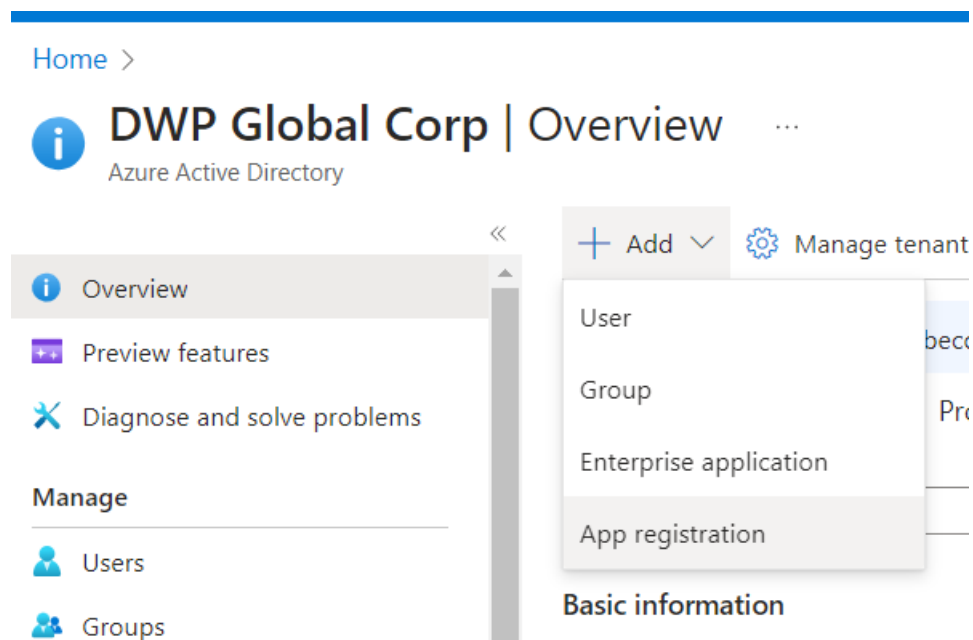 Home >
DWP Global Corp | Overview ...
Azure Active Directory
Overview
Preview features
Diagnose and solve problems
Manage
Users
Groups
+ Add Manage tenant
User
Group
Enterprise application
App registration
Basic information